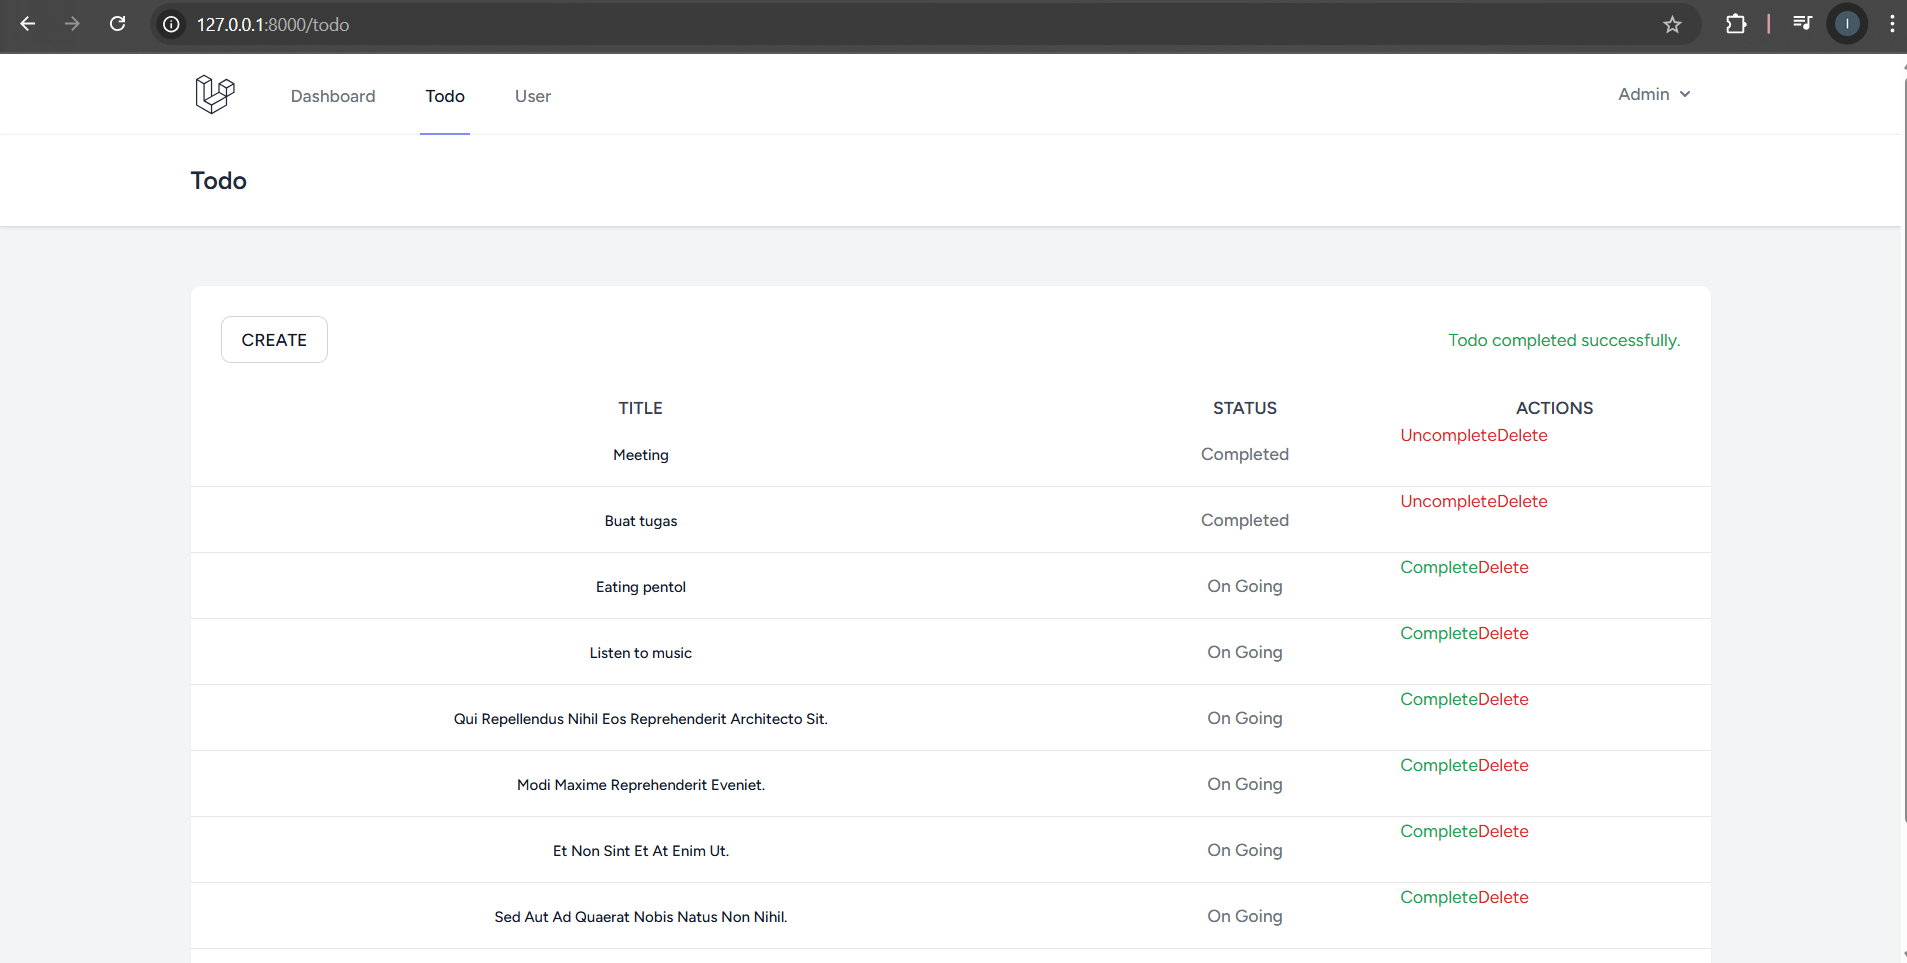 127.0.0.1:8000/todo
I
Dashboard Todo User Admin
Todo
CREATE Todo completed successfully.
TITLE STATUS ACTIONS
Meeting Completed UncompleteDelete
Buat tugas Completed UncompleteDelete
Eating pentol On Going CompleteDelete
Listen to music On Going CompleteDelete
Qui Repellendus Nihil Eos Reprehenderit Architecto Sit. On Going CompleteDelete
Modi Maxime Reprehenderit Eveniet. On Going CompleteDelete
Et Non Sint Et At Enim Ut. On Going CompleteDelete
Sed Aut Ad Quaerat Nobis Natus Non Nihil. On Going CompleteDelete